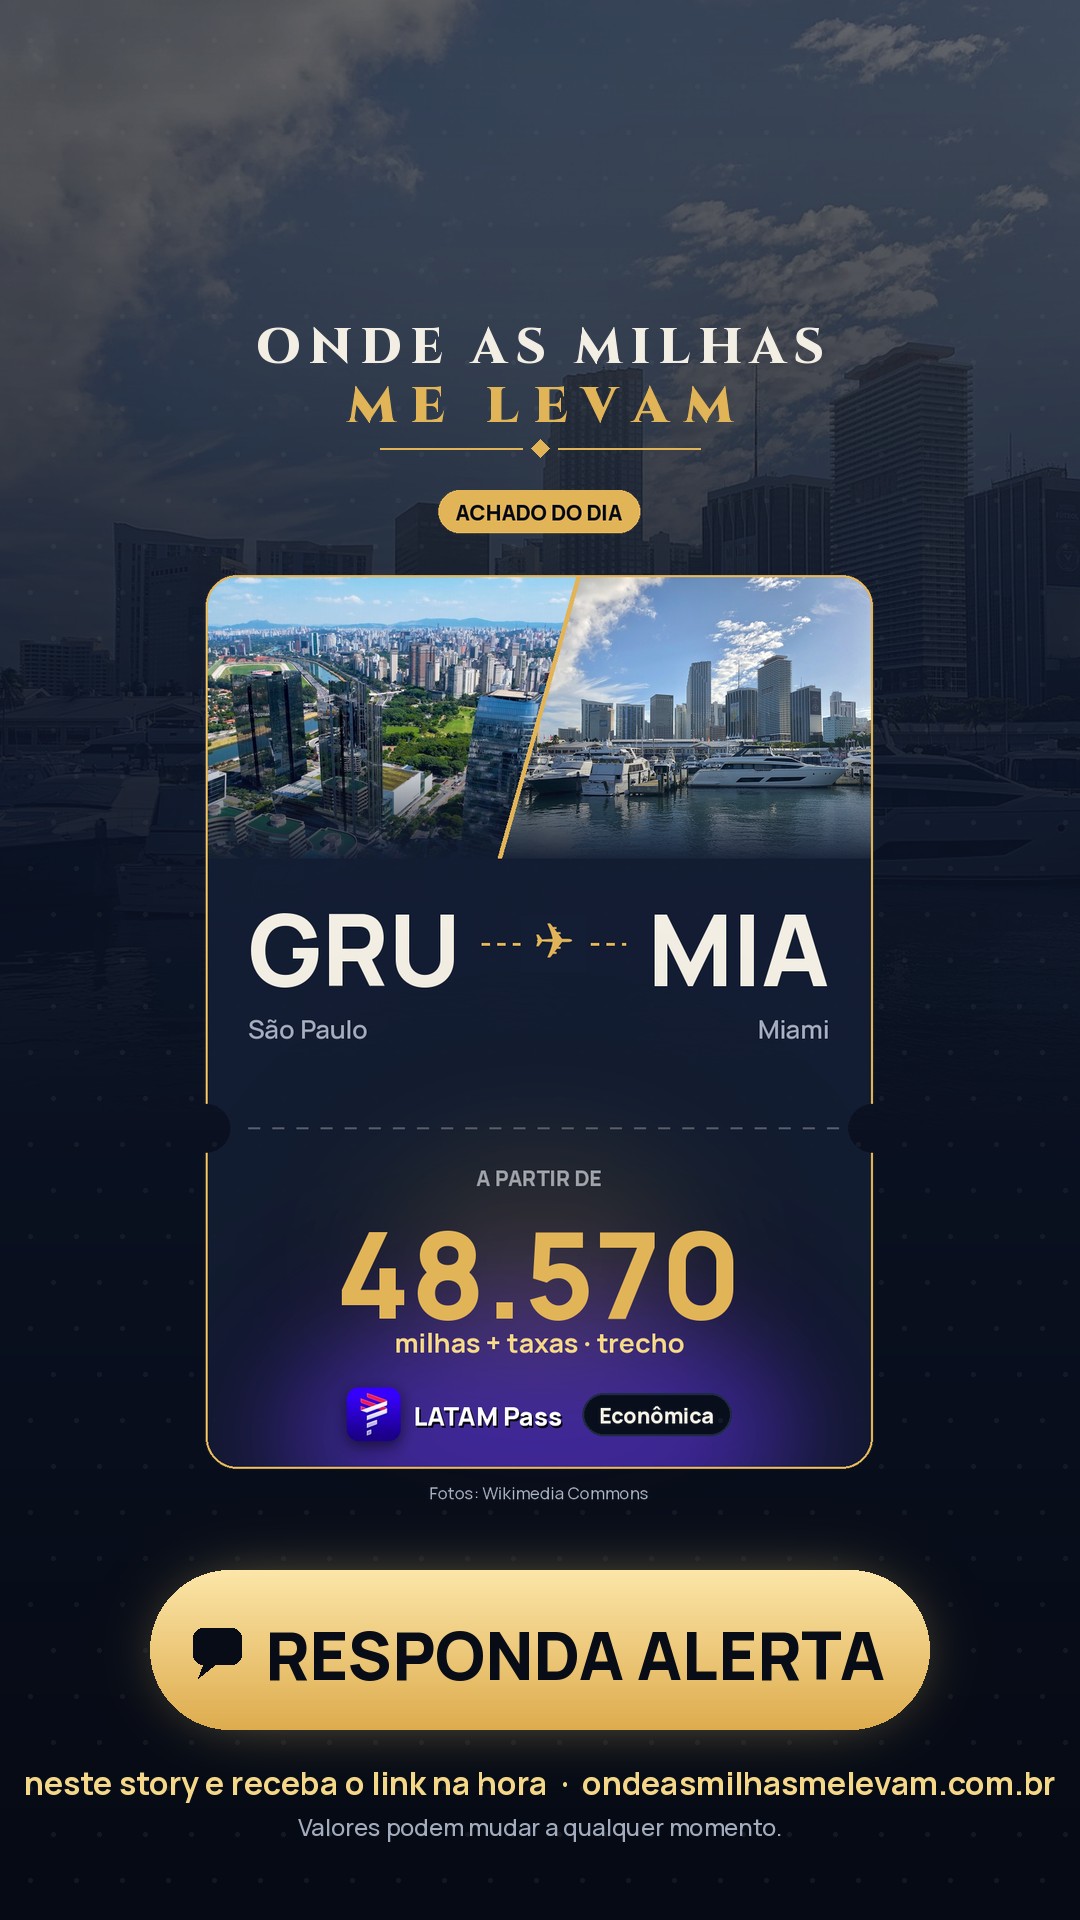 ONDE AS MILHAS
ME LEVAM
ACHADO DO DIA
GRU ✈ MIA
São Paulo Miami
A PARTIR DE
48.570
milhas + taxas · trecho
LATAM Pass Econômica
Fotos: Wikimedia Commons
RESPONDA ALERTA
neste story e receba o link na hora · ondeasmilhasmelevam.com.br
Valores podem mudar a qualquer momento.